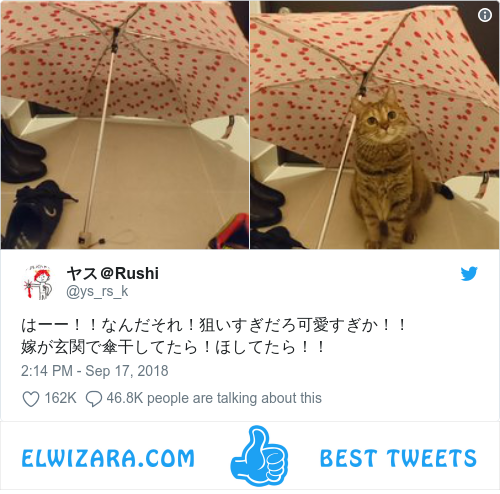 ヤス@Rushi
@ys_rs_k
はーー！！なんだそれ！狙いすぎだろ可愛すぎか！！
嫁が玄関で傘干してたら！ほしてたら！！
2:14 PM - Sep 17, 2018
162K 46.8K people are talking about this
ELWIZARA.COM BEST TWEETS